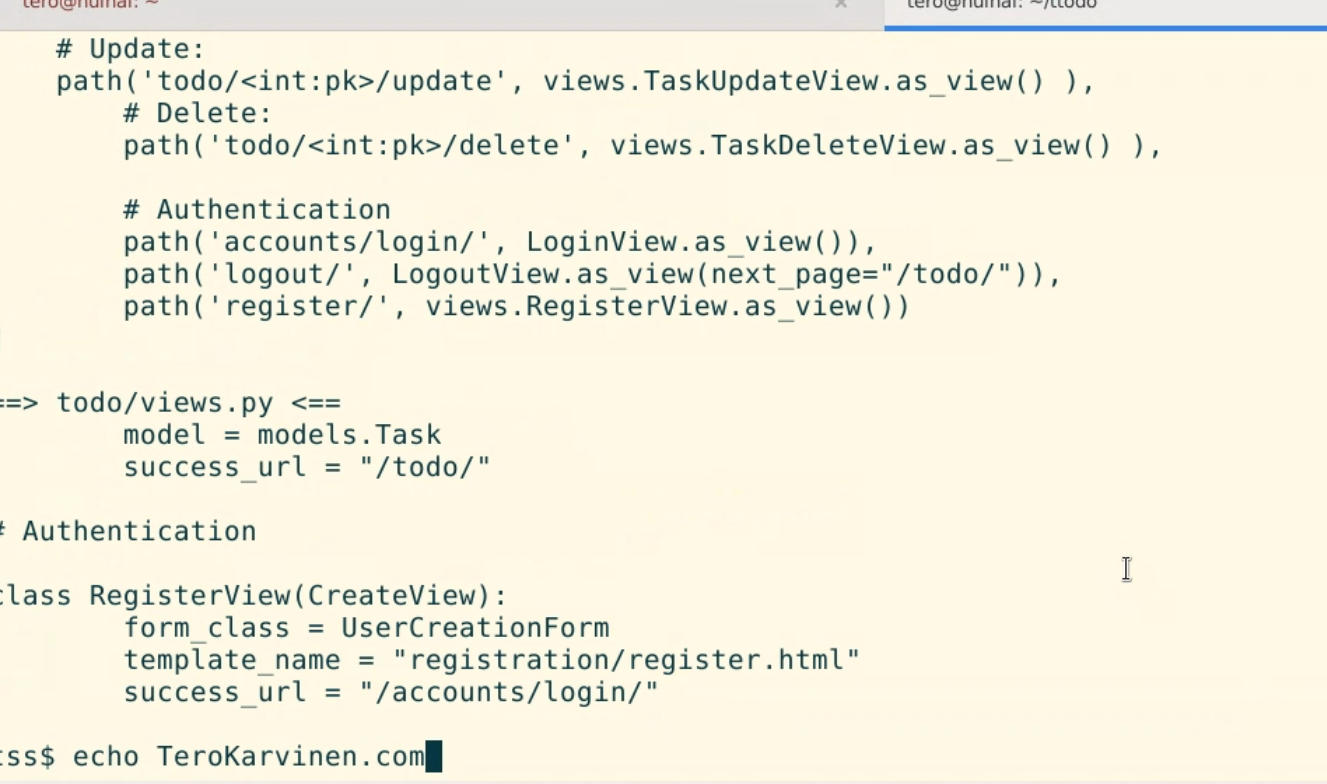 tero@hulhal: ~ × tero@hulhal: ~/ttodo
# Update:
path('todo/<int:pk>/update', views.TaskUpdateView.as_view() ),
# Delete:
path('todo/<int:pk>/delete', views.TaskDeleteView.as_view() ),
# Authentication
path('accounts/login/', LoginView.as_view()),
path('logout/', LogoutView.as_view(next_page="/todo/")),
path('register/', views.RegisterView.as_view())
==> todo/views.py <==
model = models.Task
success_url = "/todo/"
# Authentication
class RegisterView(CreateView):
form_class = UserCreationForm
template_name = "registration/register.html"
success_url = "/accounts/login/"
tss$ echo TeroKarvinen.com